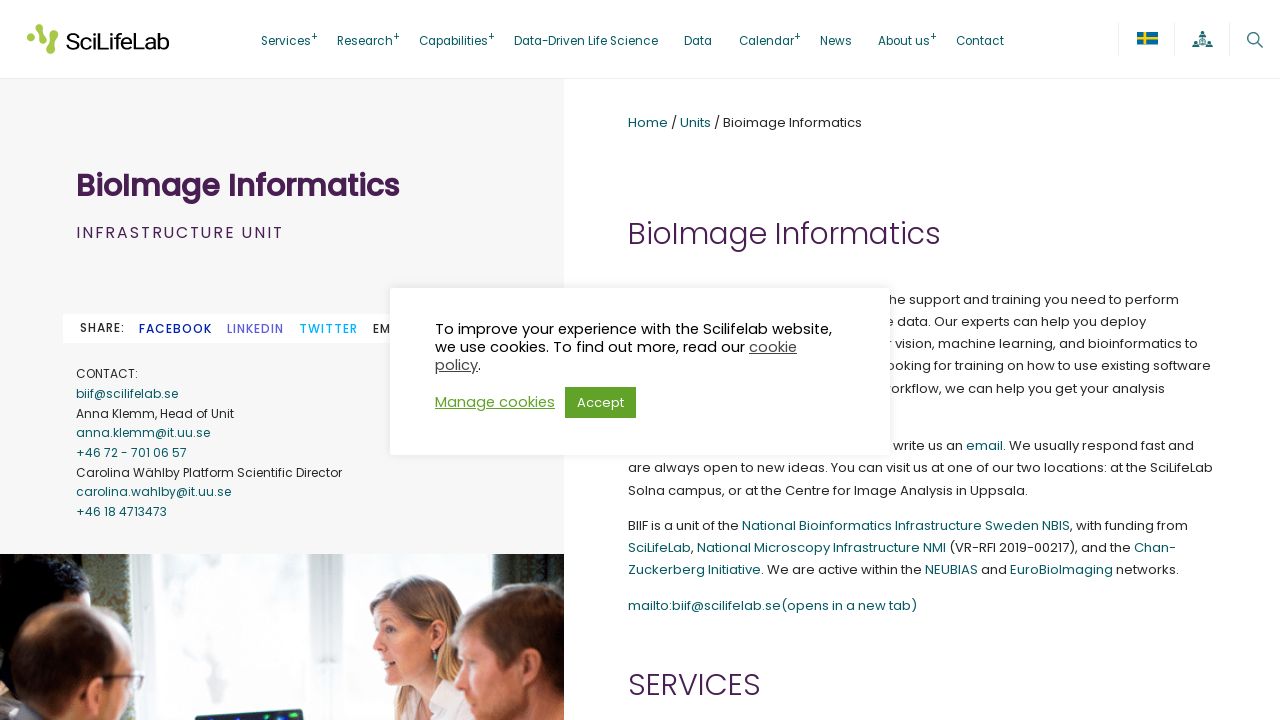 SciLifeLab
Services+
Research+
Capabilities+
Data-Driven Life Science
Data
Calendar+
News
About us+
Contact
Home / Units / Bioimage Informatics
BioImage Informatics
INFRASTRUCTURE UNIT
SHARE: FACEBOOK LINKEDIN TWITTER EM
CONTACT:
biif@scilifelab.se
Anna Klemm, Head of Unit
anna.klemm@it.uu.se
+46 72 - 701 06 57
Carolina Wählby Platform Scientific Director
carolina.wahlby@it.uu.se
+46 18 4713473
BioImage Informatics
he support and training you need to perform
data. Our experts can help you deploy
vision, machine learning, and bioinformatics to
ooking for training on how to use existing software
orkflow, we can help you get your analysis
write us an email. We usually respond fast and
are always open to new ideas. You can visit us at one of our two locations: at the SciLifeLab
Solna campus, or at the Centre for Image Analysis in Uppsala.
BIIF is a unit of the National Bioinformatics Infrastructure Sweden NBIS, with funding from
SciLifeLab, National Microscopy Infrastructure NMI (VR-RFI 2019-00217), and the Chan-
Zuckerberg Initiative. We are active within the NEUBIAS and EuroBioImaging networks.
mailto:biif@scilifelab.se(opens in a new tab)
SERVICES
To improve your experience with the Scilifelab website,
we use cookies. To find out more, read our cookie
policy.
Manage cookies
Accept